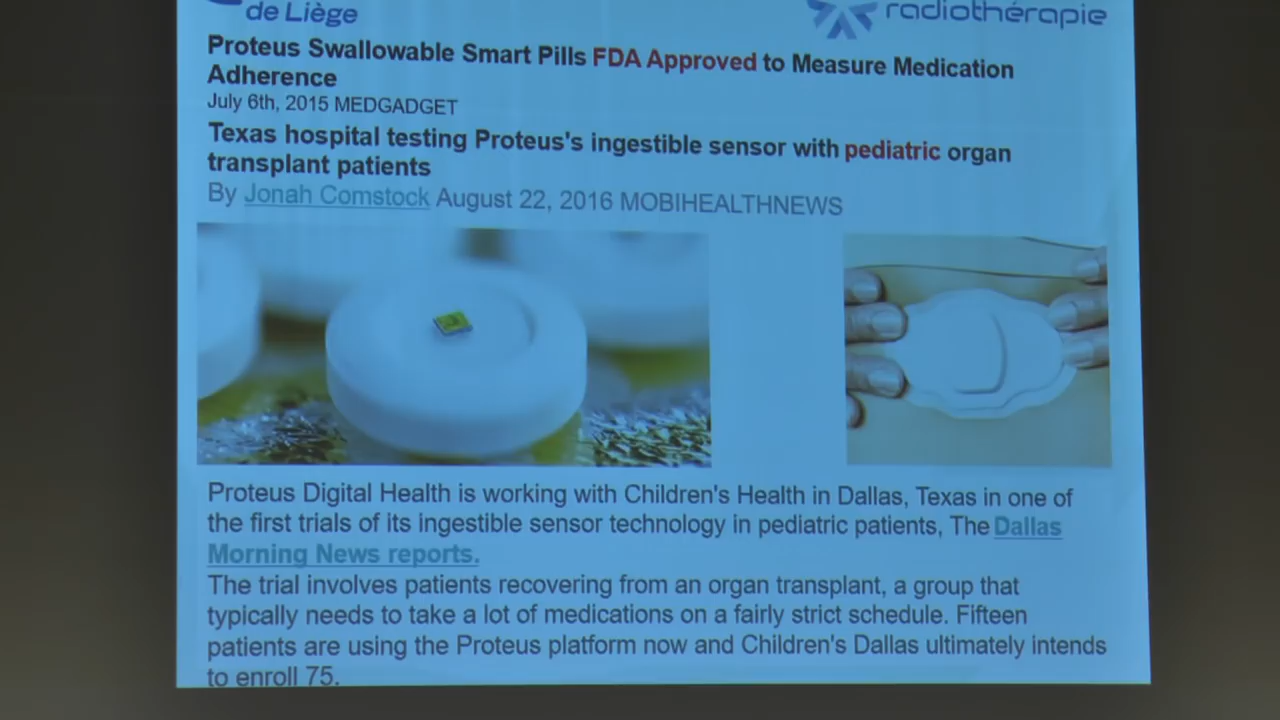 de Liège
radiothérapie
Proteus Swallowable Smart Pills FDA Approved to Measure Medication
Adherence
July 6th, 2015 MEDGADGET
Texas hospital testing Proteus's ingestible sensor with pediatric organ
transplant patients
By Jonah Comstock August 22, 2016 MOBIHEALTHNEWS
Proteus Digital Health is working with Children's Health in Dallas, Texas in one of
the first trials of its ingestible sensor technology in pediatric patients, The Dallas
Morning News reports.
The trial involves patients recovering from an organ transplant, a group that
typically needs to take a lot of medications on a fairly strict schedule. Fifteen
patients are using the Proteus platform now and Children's Dallas ultimately intends
to enroll 75.